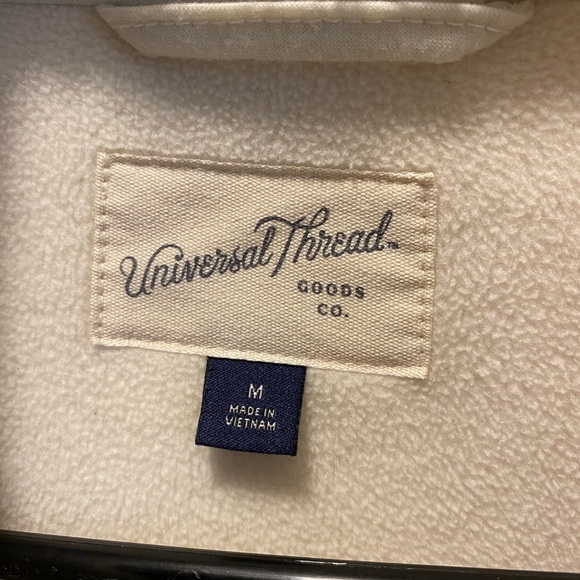 Universal Thread™
GOODS
CO.
M
MADE IN
VIETNAM